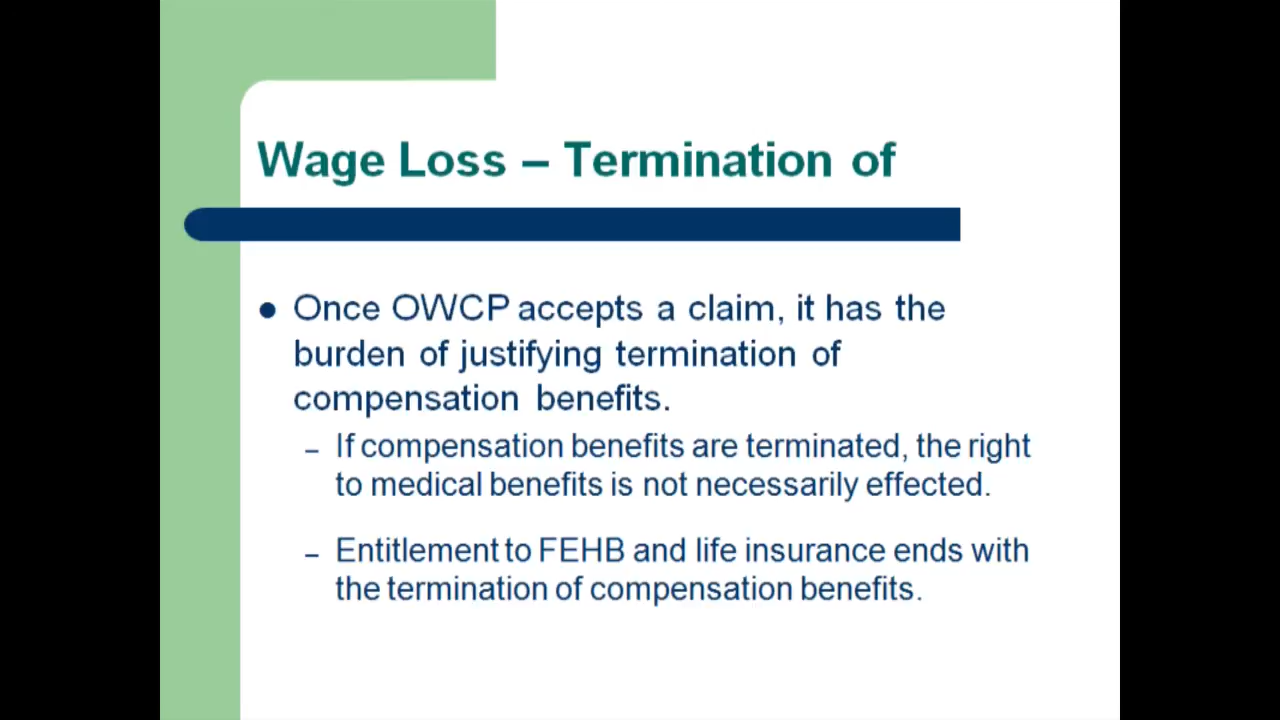 Wage Loss – Termination of
● Once OWCP accepts a claim, it has the
burden of justifying termination of
compensation benefits.
– If compensation benefits are terminated, the right
to medical benefits is not necessarily effected.
– Entitlement to FEHB and life insurance ends with
the termination of compensation benefits.